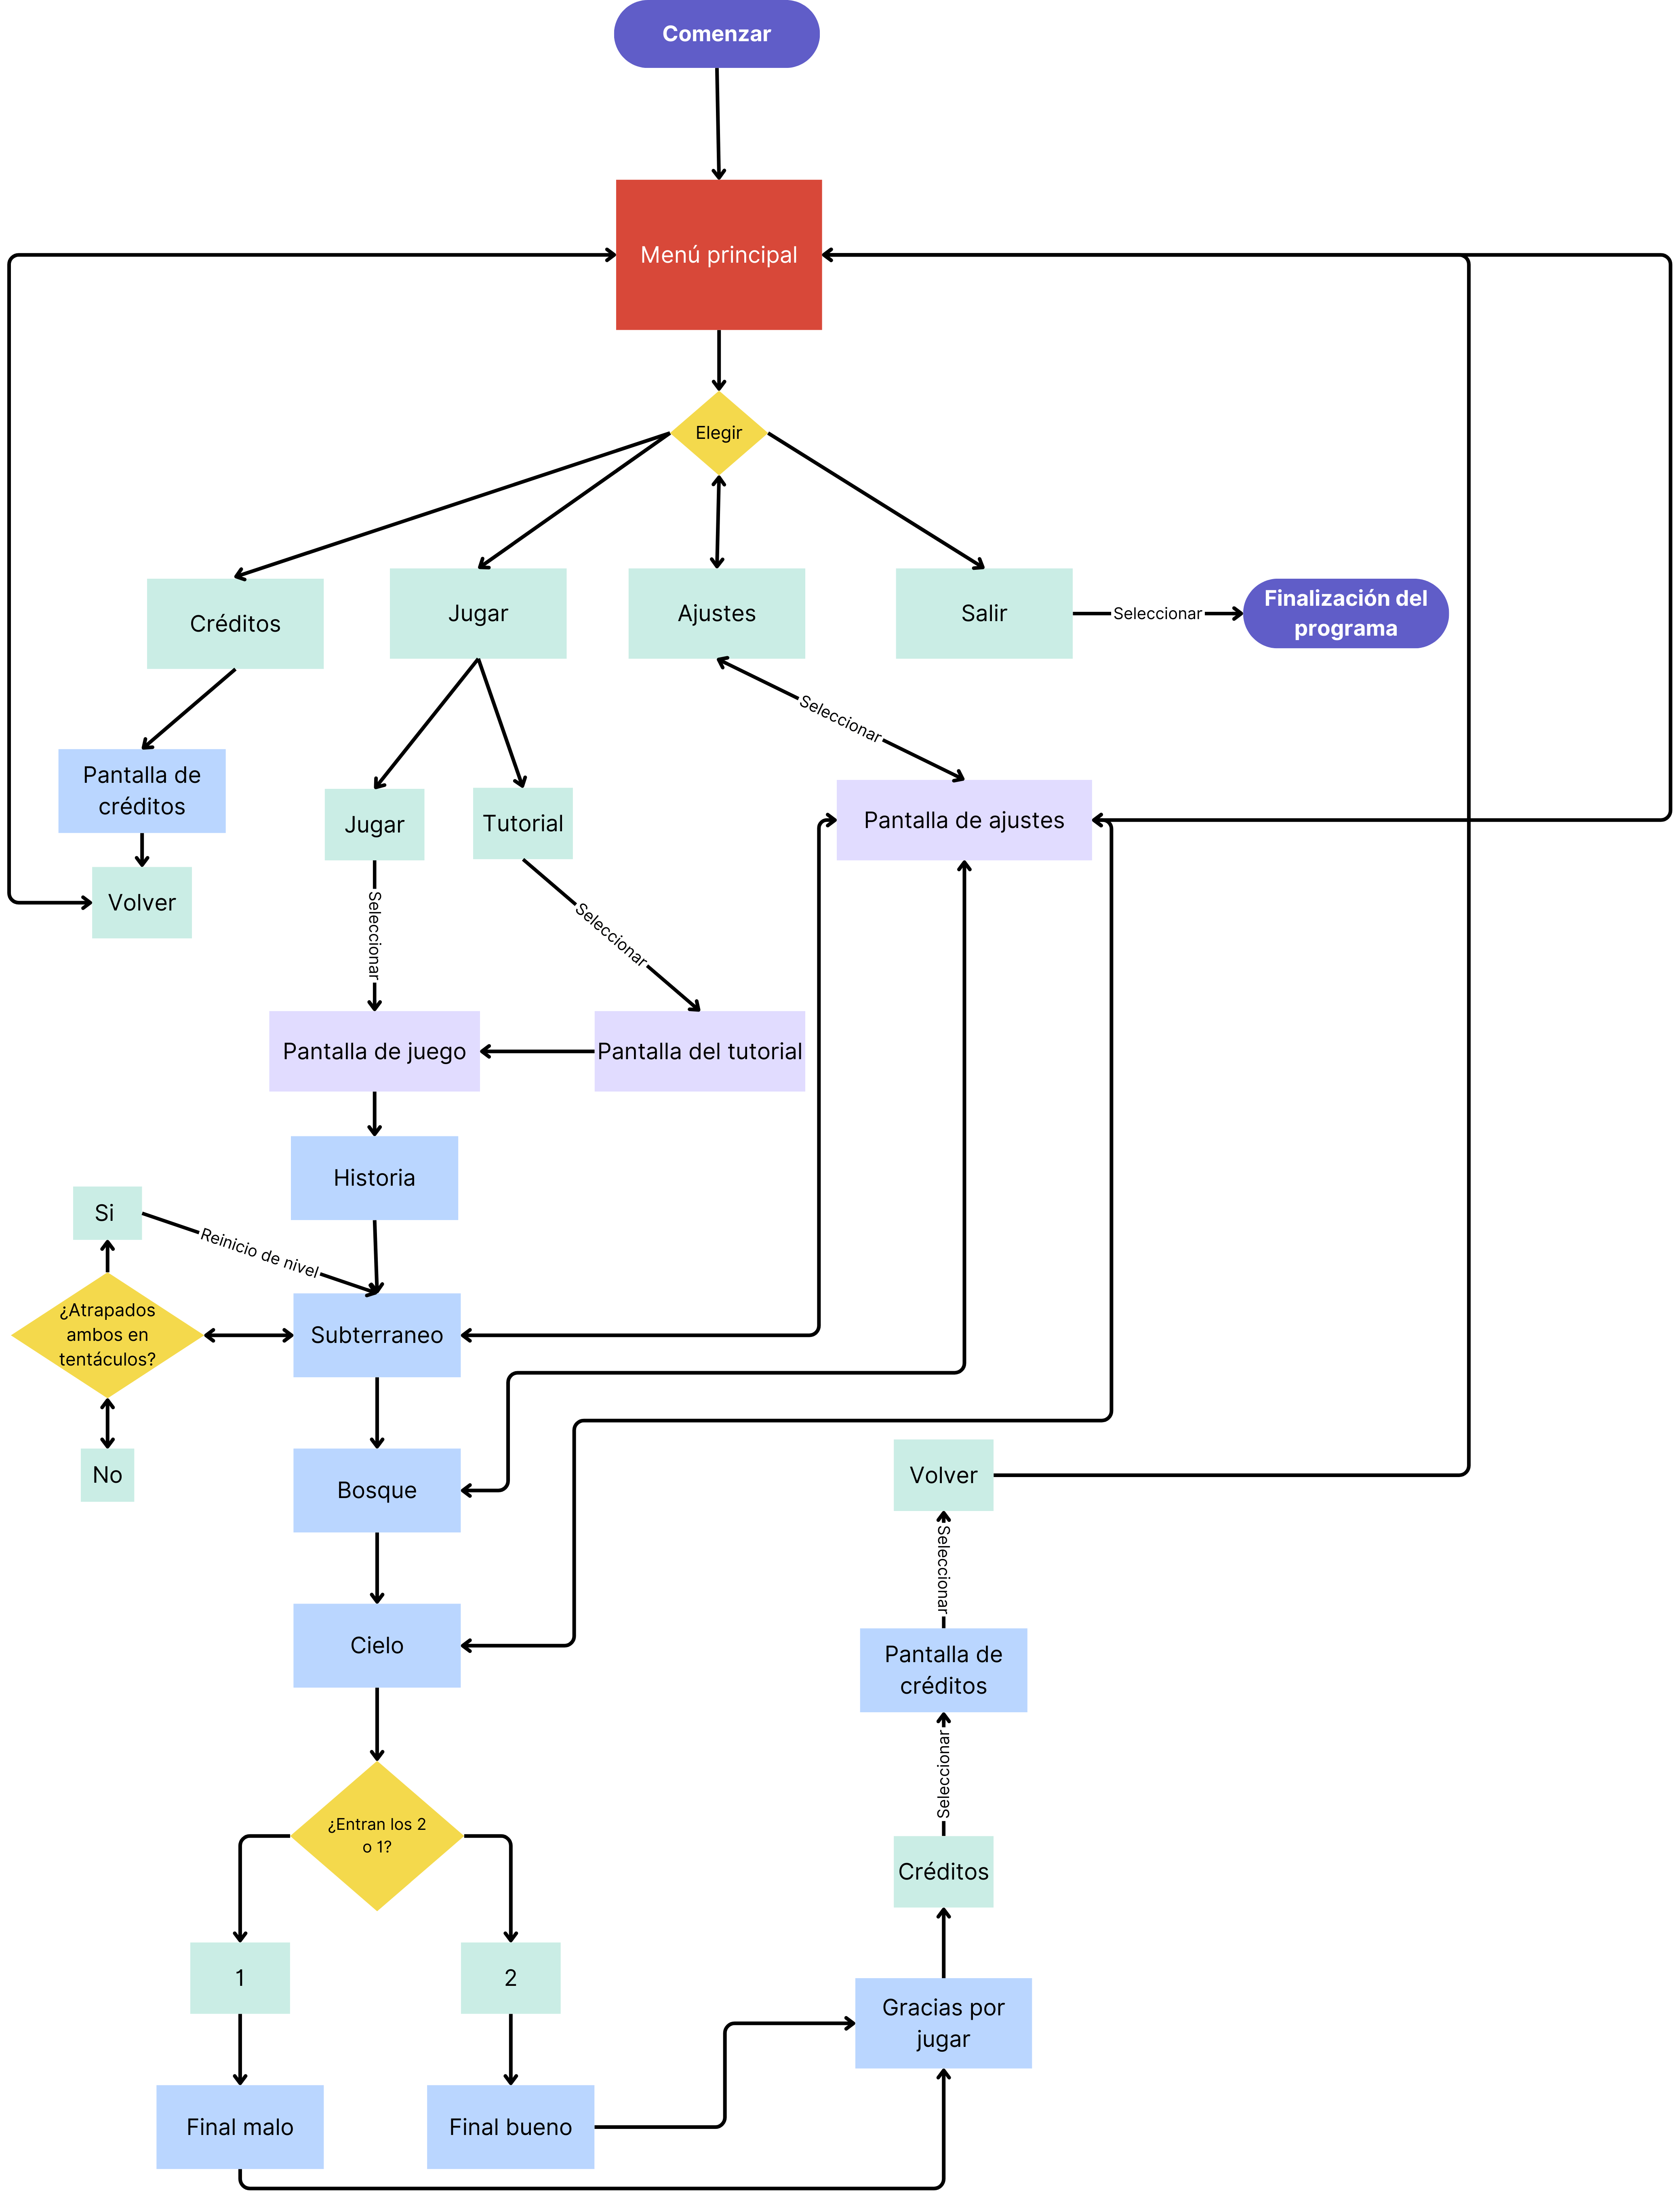 Comenzar
Menú principal
Elegir
Créditos
Jugar
Ajustes
Salir
Seleccionar
Finalización del
programa
Seleccionar
Pantalla de
créditos
Jugar
Tutorial
Pantalla de ajustes
Volver
Seleccionar
Seleccionar
Pantalla de juego
Pantalla del tutorial
Historia
Si
Reinicio de nivel
¿Atrapados
ambos en
tentáculos?
Subterraneo
No
Bosque
Volver
Seleccionar
Cielo
Pantalla de
créditos
Seleccionar
¿Entran los 2
o 1?
Créditos
1
2
Gracias por
jugar
Final malo
Final bueno